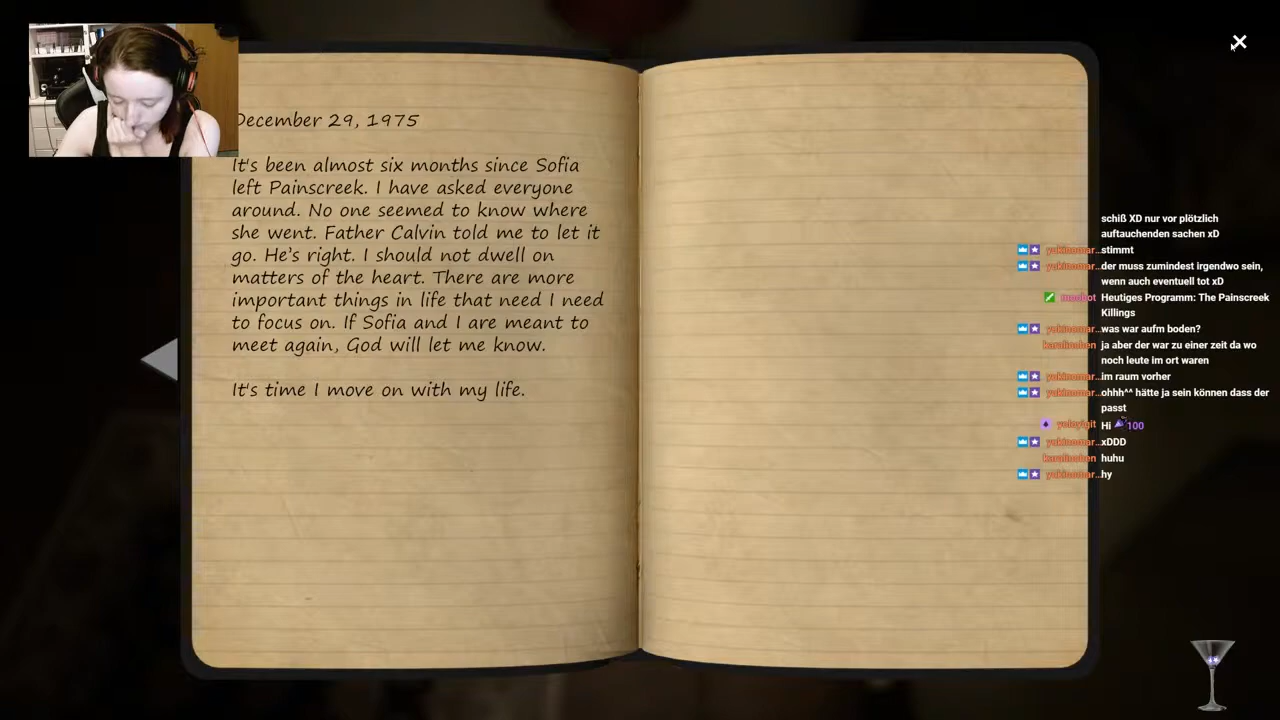 December 29, 1975
It's been almost six months since Sofia
left Painscreek. I have asked everyone
around. No one seemed to know where
she went. Father Calvin told me to let it
go. He's right. I should not dwell on
matters of the heart. There are more
important things in life that need I need
to focus on. If Sofia and I are meant to
meet again, God will let me know.
It's time I move on with my life.
schiß XD nur vor plötzlich
auftauchenden sachen xD
stimmt
der muss zumindest irgendwo sein,
wenn auch eventuell tot xD
Heutiges Programm: The Painscreek
Killings
was war aufm boden?
ja aber der war zu einer zeit da wo
noch leute im ort waren
im raum vorher
ohhh^^ hätte ja sein können dass der
passt
Hi 100
xDDD
huhu
hy